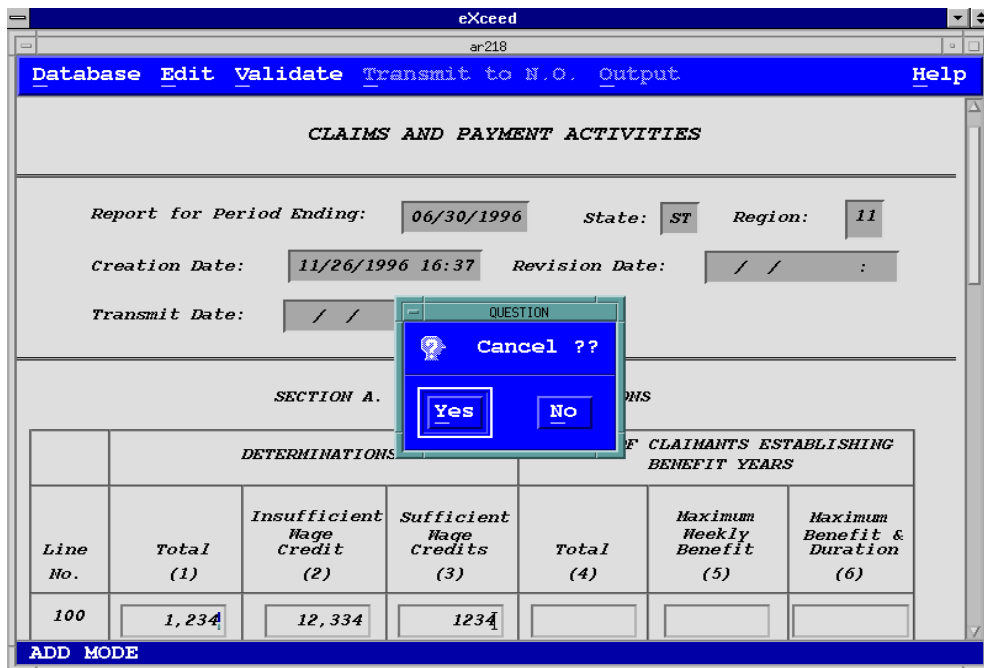 eXceed
ar218
Database Edit Validate Transmit to N.O. Output Help
CLAIMS AND PAYMENT ACTIVITIES
Report for Period Ending: 06/30/1996 State: ST Region: 11
Creation Date: 11/26/1996 16:37 Revision Date: / / :
Transmit Date: / /
QUESTION
Cancel ??
Yes No
SECTION A.
DETERMINATIONS
CLAIMANTS ESTABLISHING
BENEFIT YEARS
Line
No.
Total
(1)
Insufficient
Wage
Credit
(2)
Sufficient
Wage
Credits
(3)
Total
(4)
Maximum
Weekly
Benefit
(5)
Maximum
Benefit &
Duration
(6)
100 1,234 12,334 1234
ADD MODE